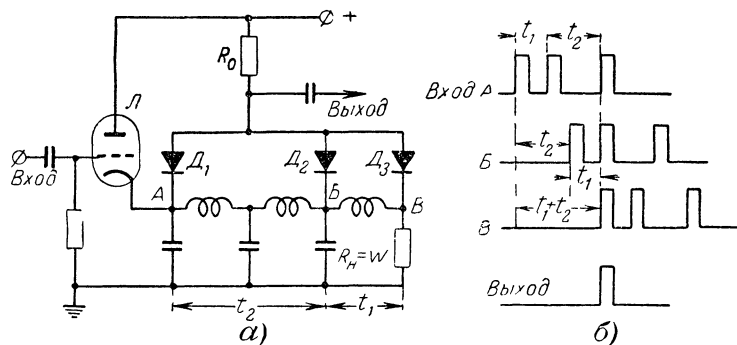 +
R₀
Л
Выход
Вход
Д₁
Д₂
Д₃
А
Б
В
Rн=W
t₂
t₁
а)
t₁
t₂
Вход А
t₂
Б
t₁
t₁+t₂
В
Выход
б)